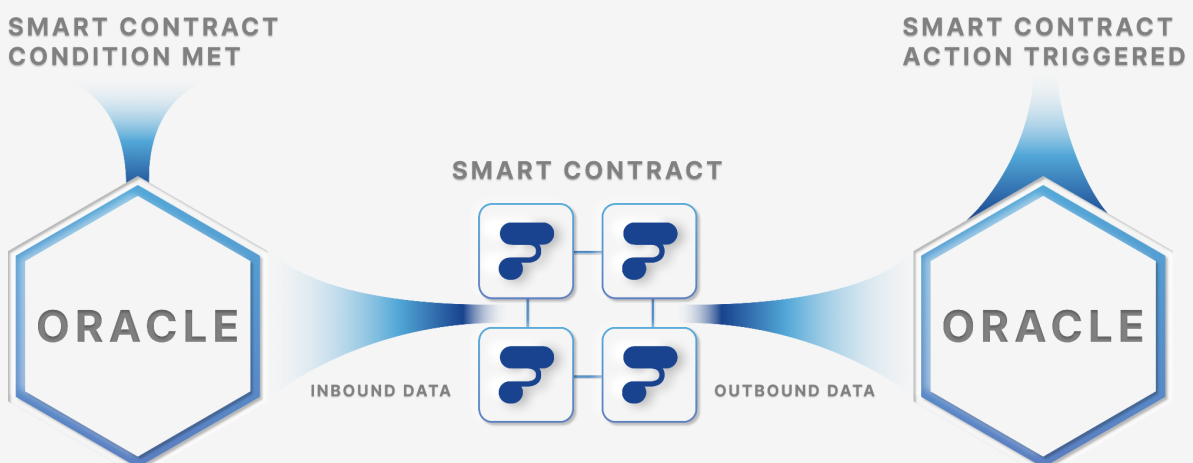 SMART CONTRACT
CONDITION MET
SMART CONTRACT
ACTION TRIGGERED
SMART CONTRACT
ORACLE
ORACLE
INBOUND DATA
OUTBOUND DATA